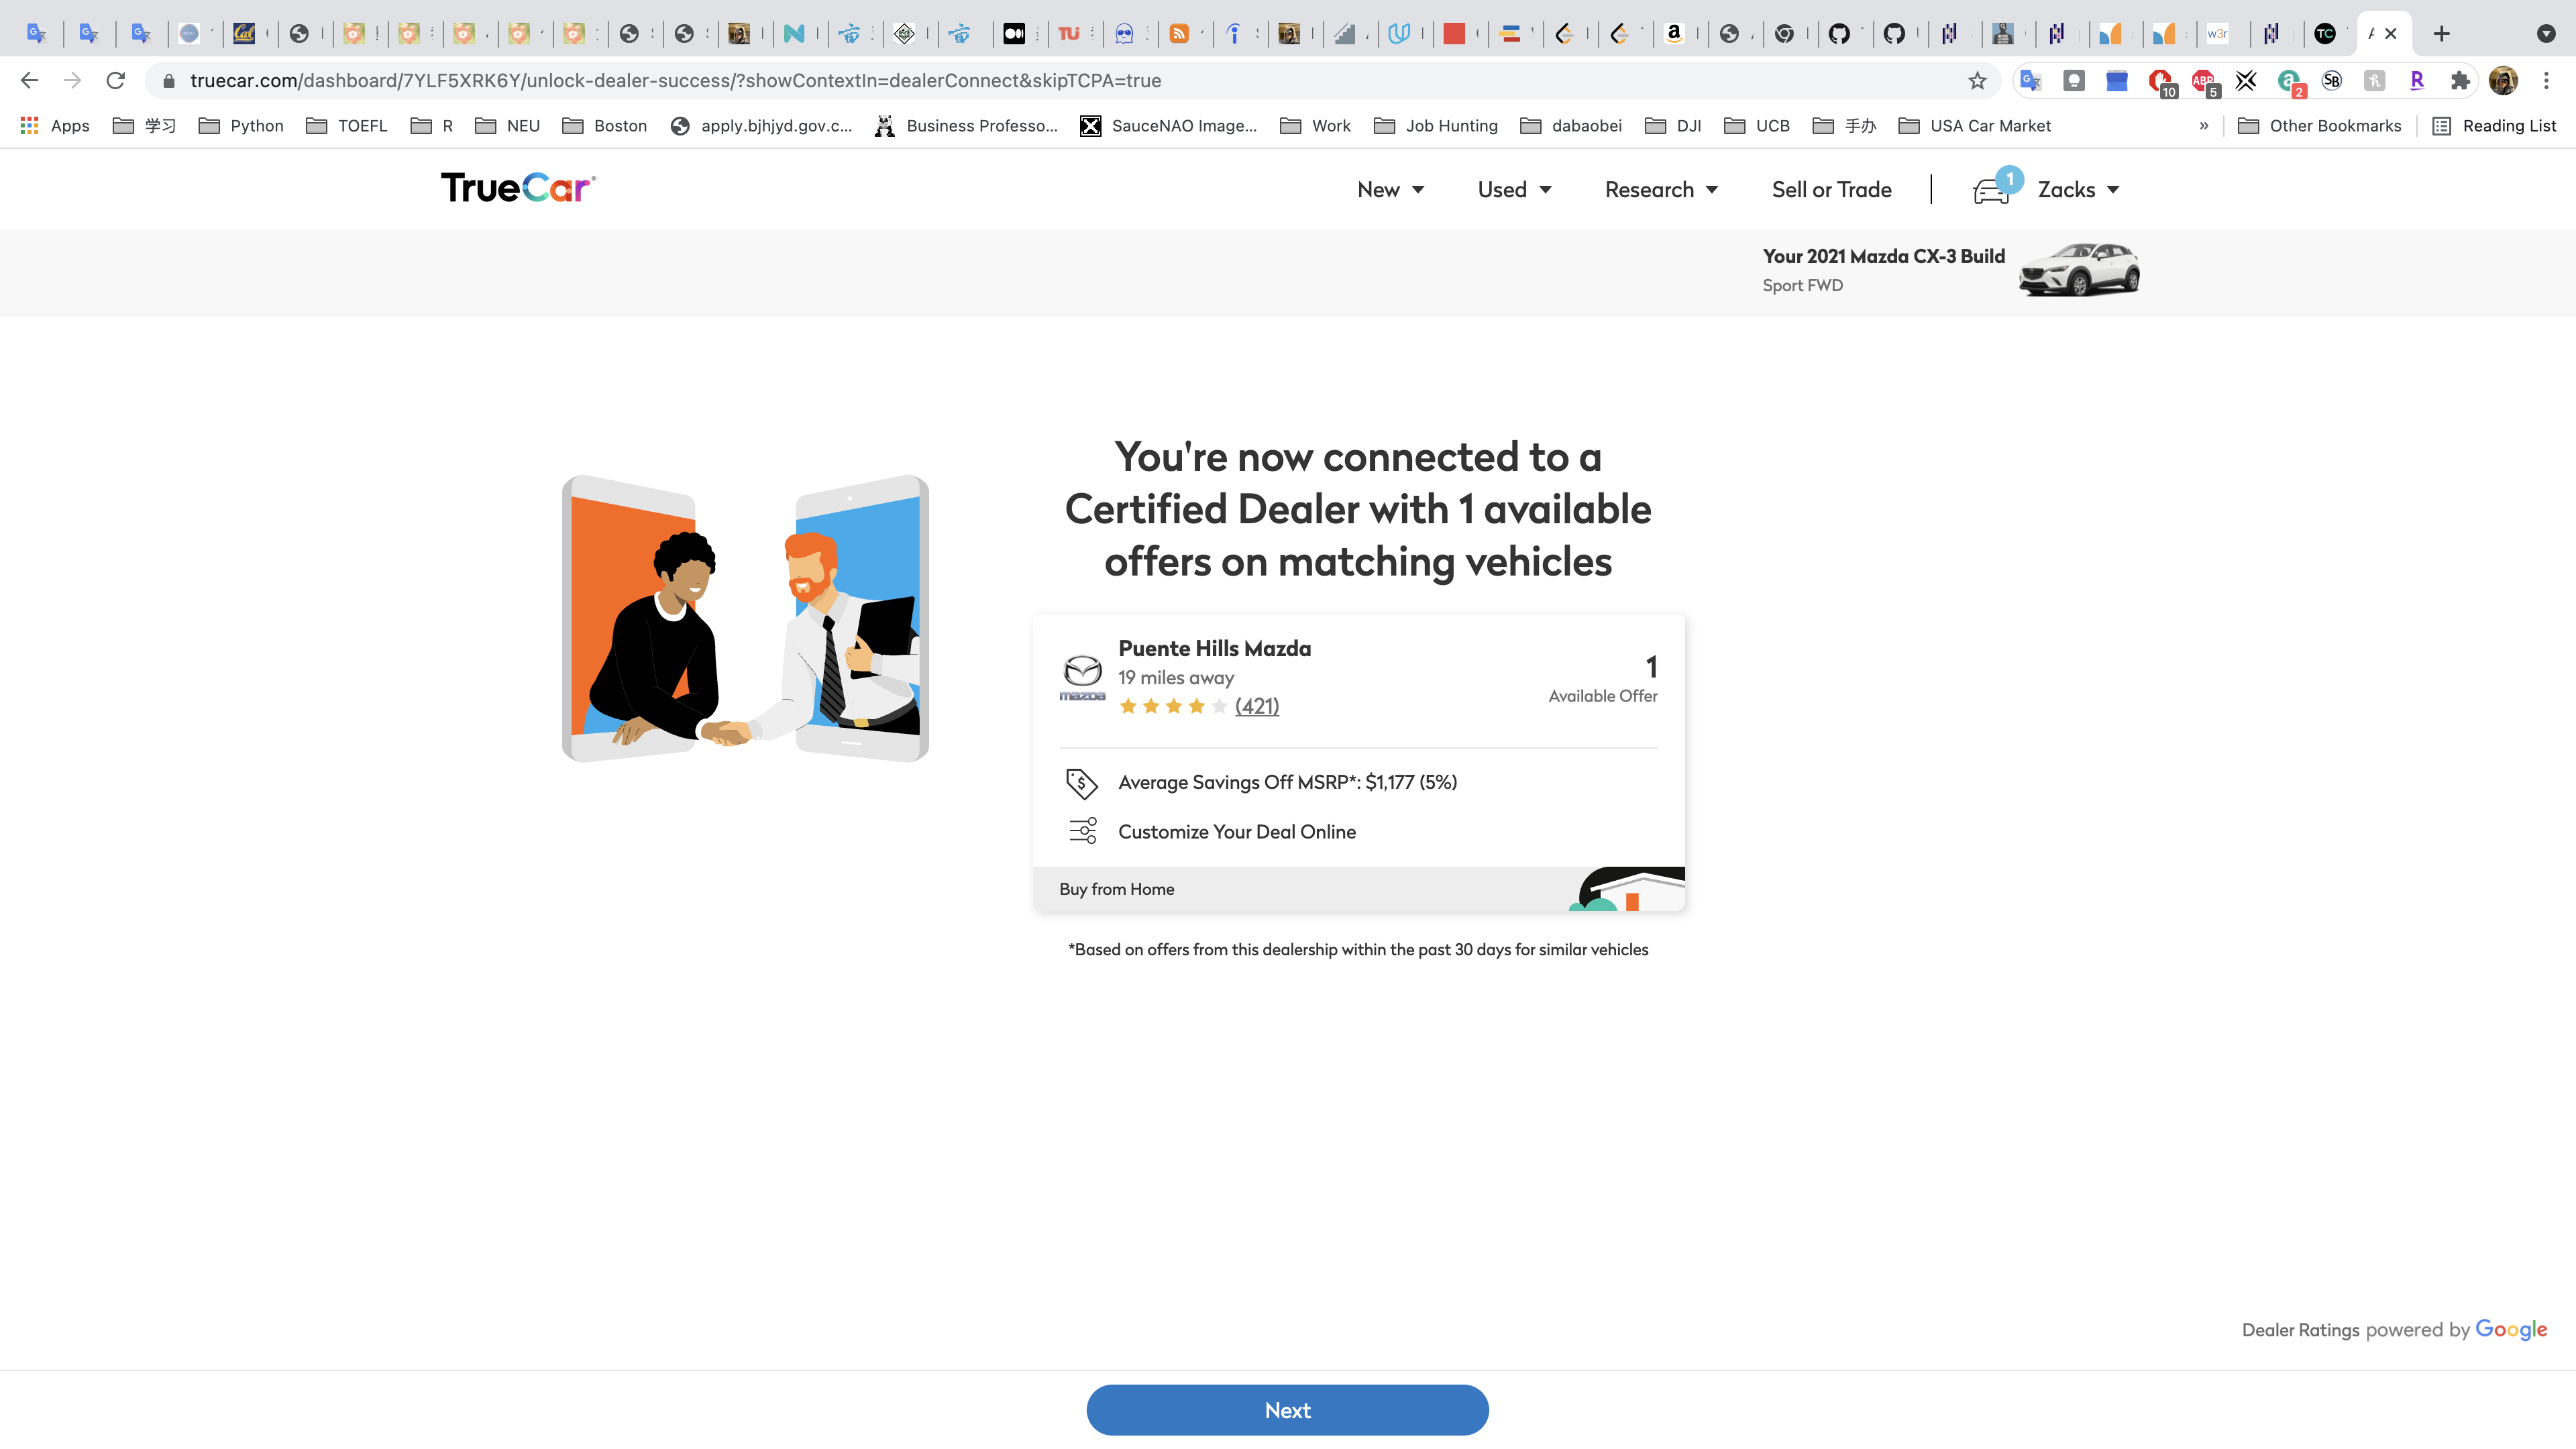 truecar.com/dashboard/7YLF5XRK6Y/unlock-dealer-success/?showContextIn=dealerConnect&skipTCPA=true
10
ABP
5
2
Apps 学习 Python TOEFL R NEU Boston apply.bjhjyd.gov.c... Business Professo... SauceNAO Image... Work Job Hunting dabaobei DJI UCB 手办 USA Car Market » Other Bookmarks Reading List
TrueCar
New Used Research Sell or Trade 1 Zacks
Your 2021 Mazda CX-3 Build
Sport FWD
You're now connected to a
Certified Dealer with 1 available
offers on matching vehicles
Puente Hills Mazda
19 miles away
(421)
mazda
1
Available Offer
Average Savings Off MSRP*: $1,177 (5%)
Customize Your Deal Online
Buy from Home
*Based on offers from this dealership within the past 30 days for similar vehicles
Dealer Ratings powered by Google
Next